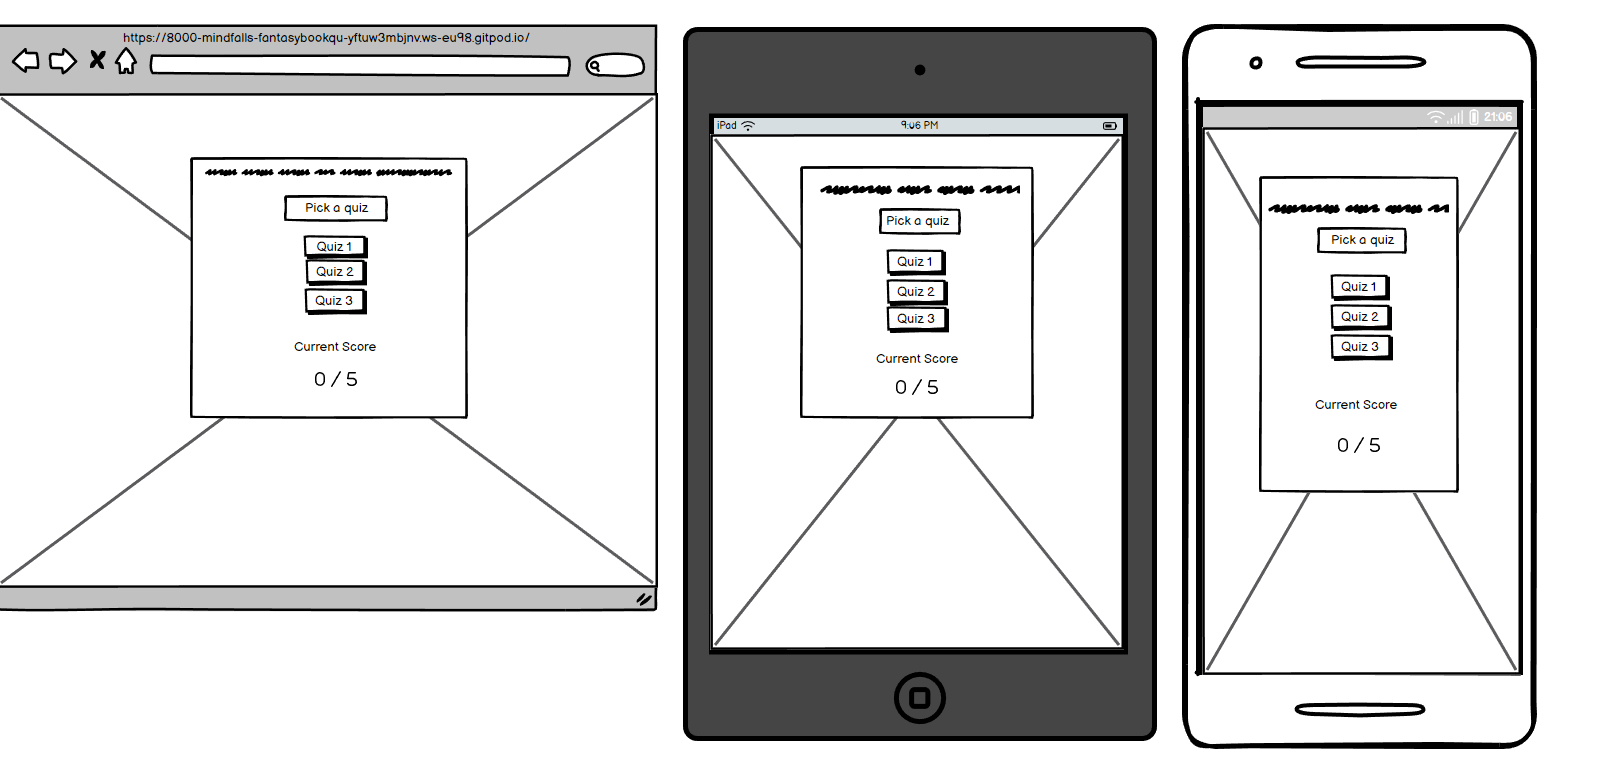 https://8000-mindfalls-fantasybookqu-yftuw3mbjnv.ws-eu98.gitpod.io/
Pick a quiz
Quiz 1
Quiz 2
Quiz 3
Current Score
0 / 5
iPad
9:06 PM
Pick a quiz
Quiz 1
Quiz 2
Quiz 3
Current Score
0 / 5
21:06
Pick a quiz
Quiz 1
Quiz 2
Quiz 3
Current Score
0 / 5